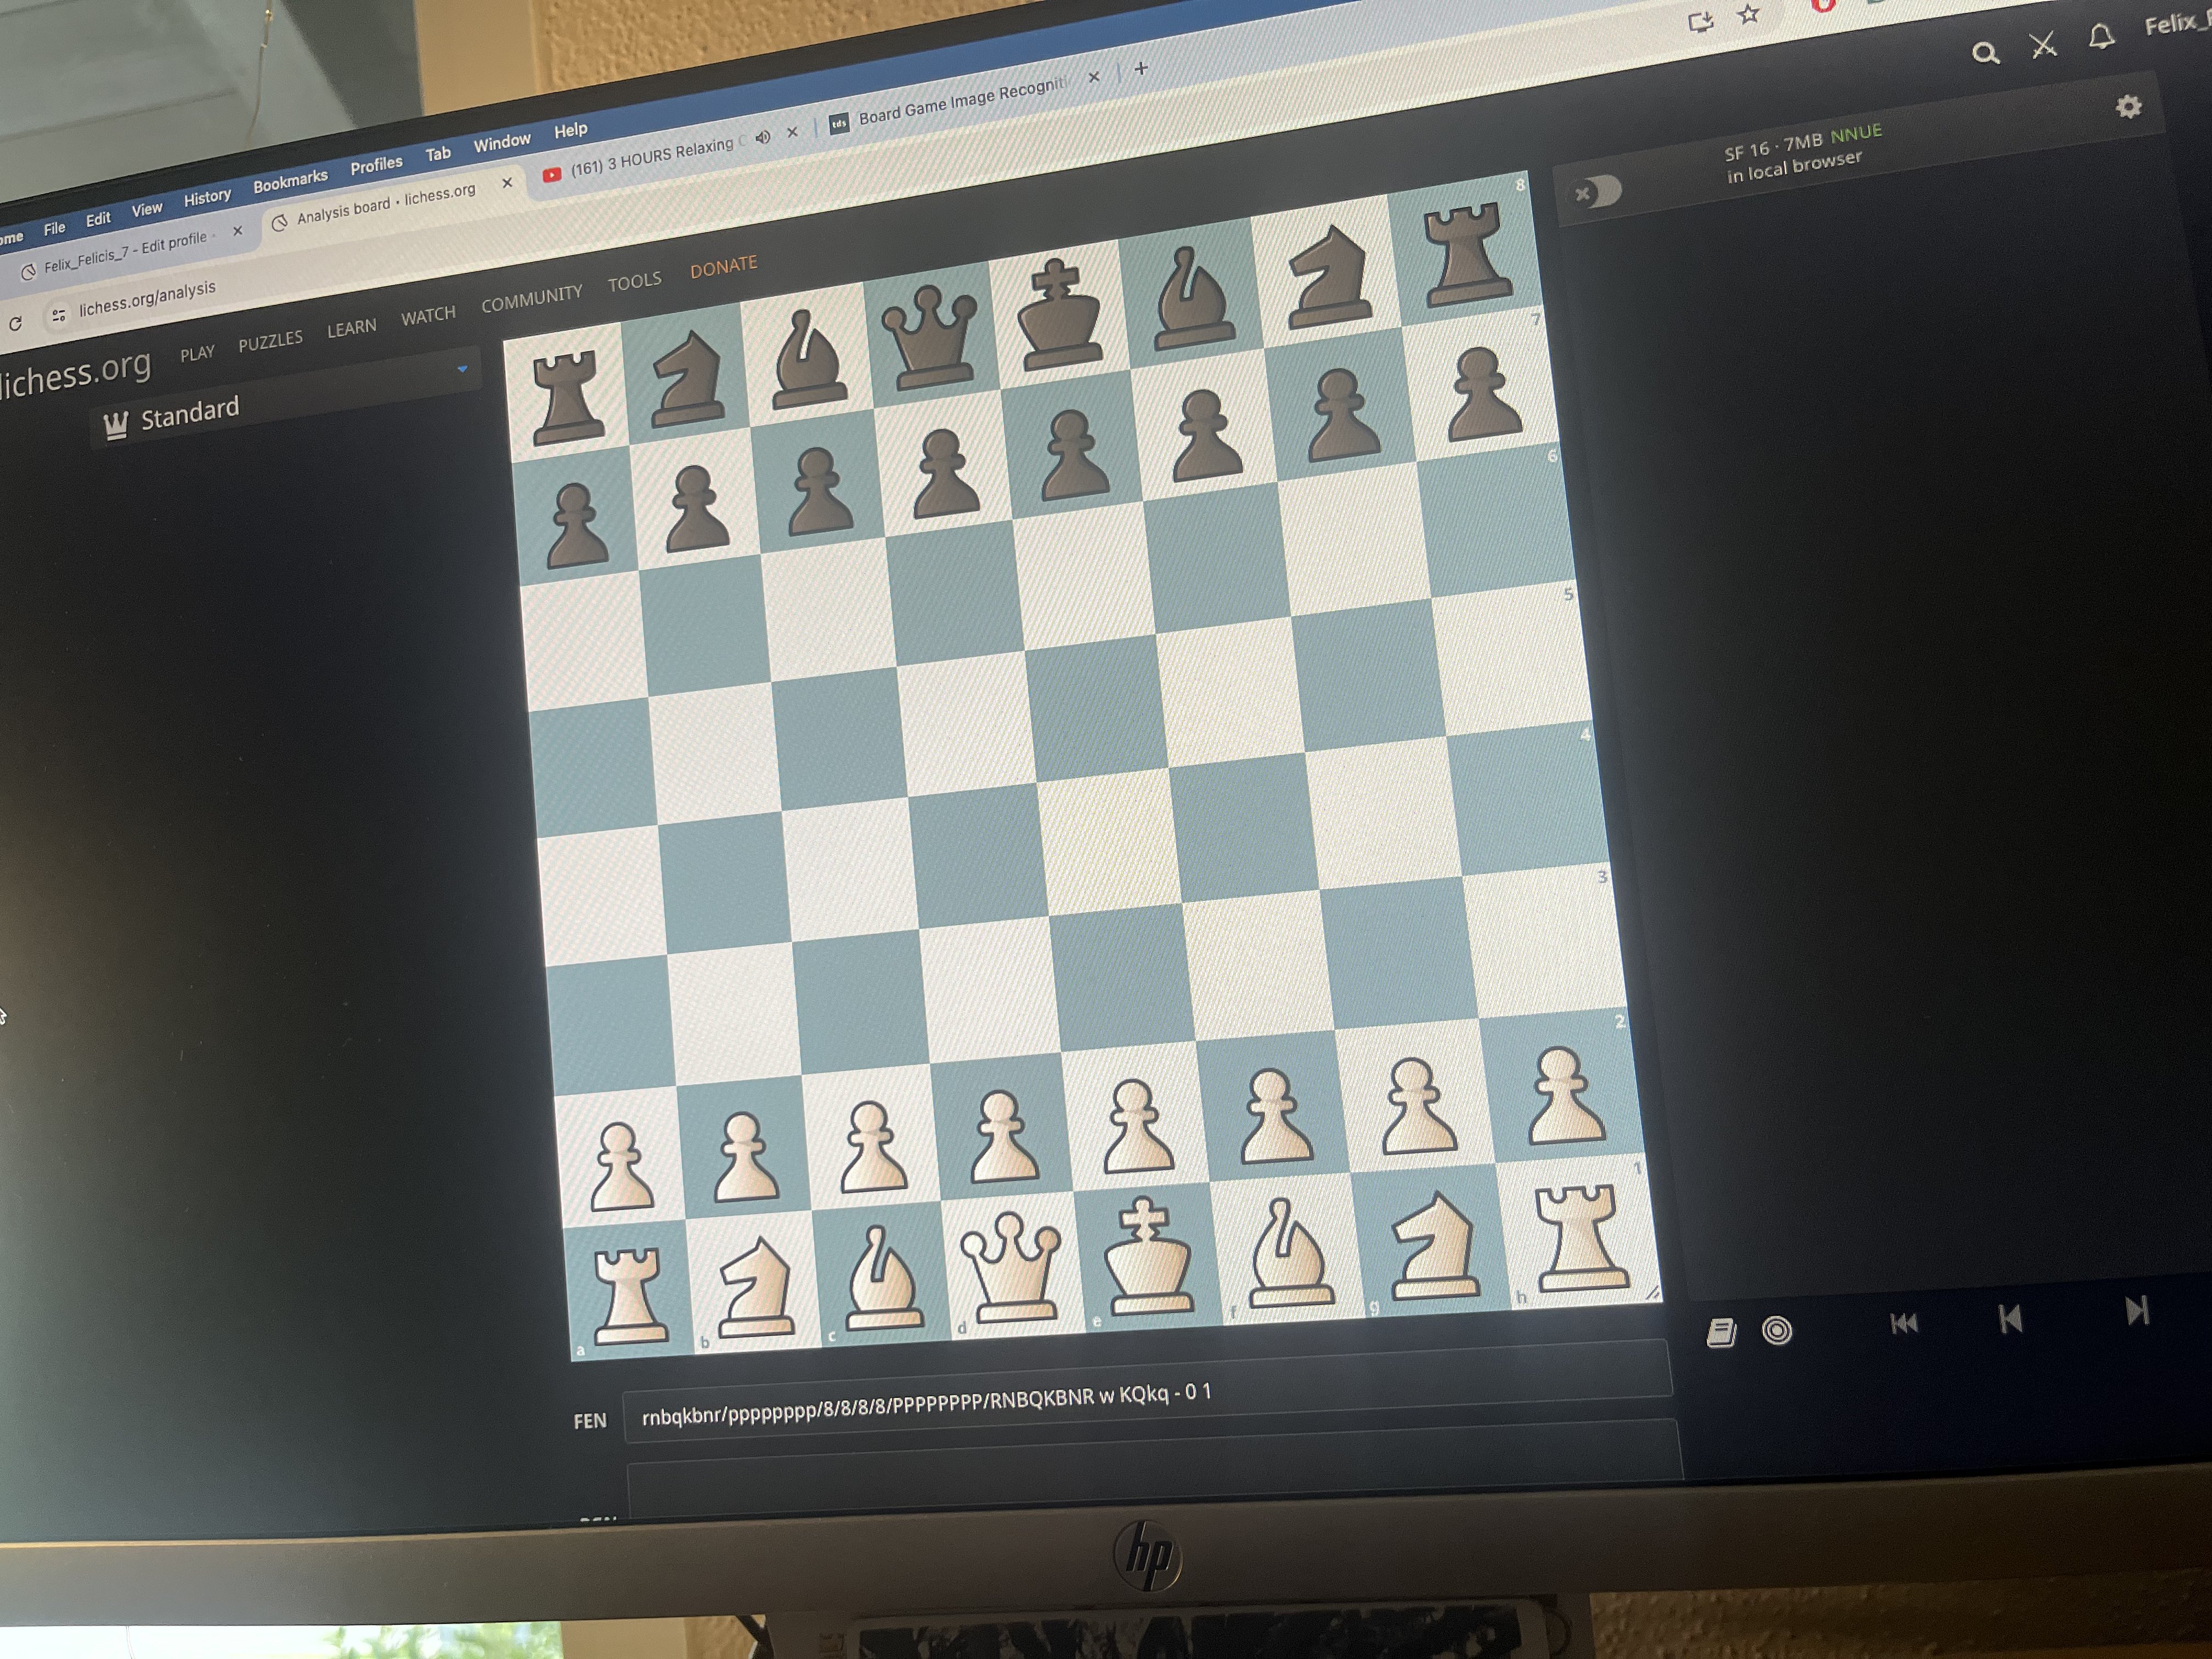 ome File Edit View History Bookmarks Profiles Tab Window Help
Felix_Felicis_7 - Edit profile
Analysis board • lichess.org
(161) 3 HOURS Relaxing
tds Board Game Image Recogniti
lichess.org/analysis
lichess.org PLAY PUZZLES LEARN WATCH COMMUNITY TOOLS DONATE
Felix_
Standard
SF 16 · 7MB NNUE
in local browser
8
7
6
5
4
3
2
1
a b c d e f g h
FEN rnbqkbnr/pppppppp/8/8/8/8/PPPPPPPP/RNBQKBNR w KQkq - 0 1
hp